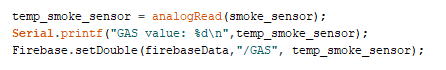 temp_smoke_sensor = analogRead(smoke_sensor);
Serial.printf("GAS value: %d\n",temp_smoke_sensor);
Firebase.setDouble(firebaseData,"/GAS", temp_smoke_sensor);